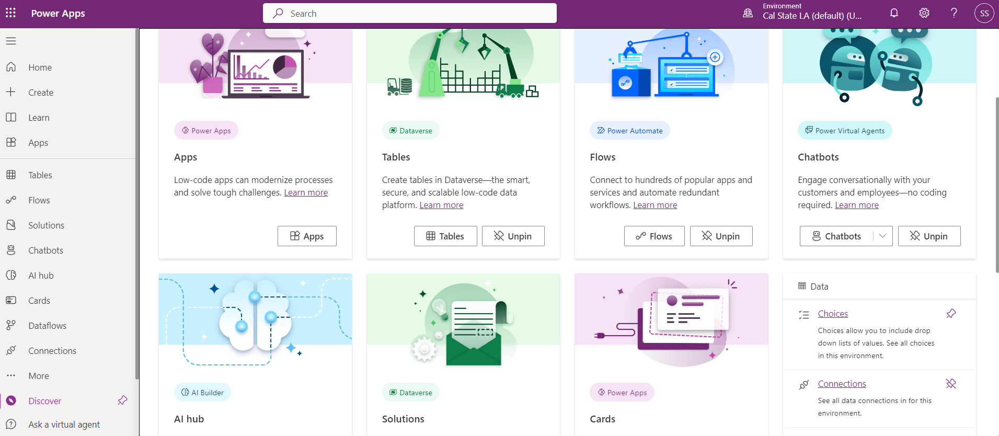 Power Apps
Search
Environment
Cal State LA (default) (U...
SS
Home
Create
Learn
Apps
Tables
Flows
Solutions
Chatbots
AI hub
Cards
Dataflows
Connections
More
Discover
Ask a virtual agent
Power Apps
Apps
Low-code apps can modernize processes
and solve tough challenges. Learn more
Apps
Dataverse
Tables
Create tables in Dataverse—the smart,
secure, and scalable low-code data
platform. Learn more
Tables
Unpin
Power Automate
Flows
Connect to hundreds of popular apps and
services and automate redundant
workflows. Learn more
Flows
Unpin
Power Virtual Agents
Chatbots
Engage conversationally with your
customers and employees—no coding
required. Learn more
Chatbots
Unpin
AI Builder
AI hub
Dataverse
Solutions
Power Apps
Cards
Data
Choices
Choices allow you to include drop
down lists of values. See all choices
in this environment.
Connections
See all data connections in for this
environment.